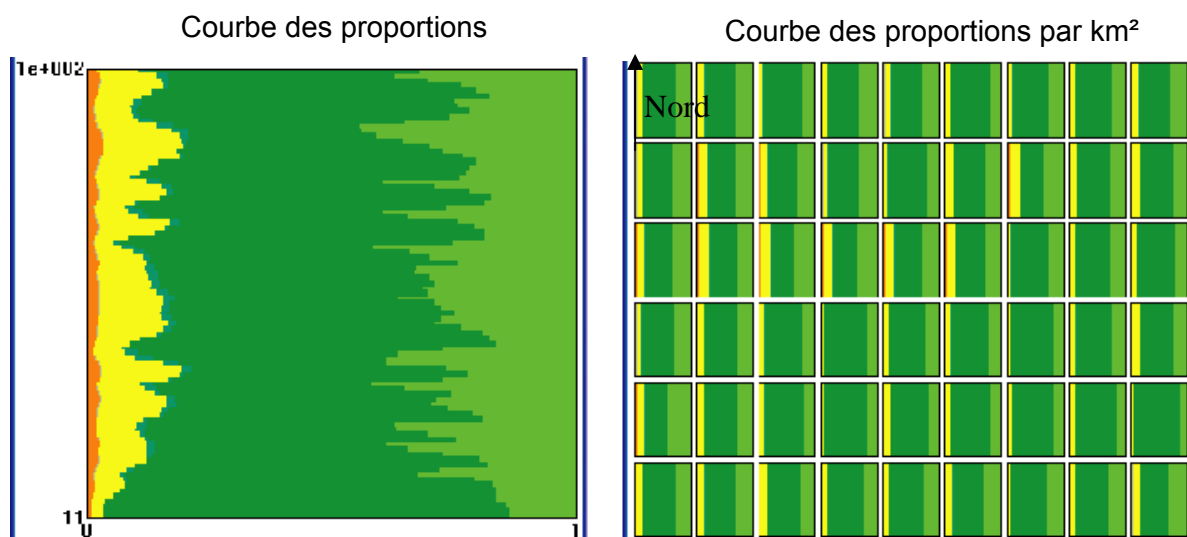 Courbe des proportions
1e+002
11
0
1
Courbe des proportions par km²
Nord